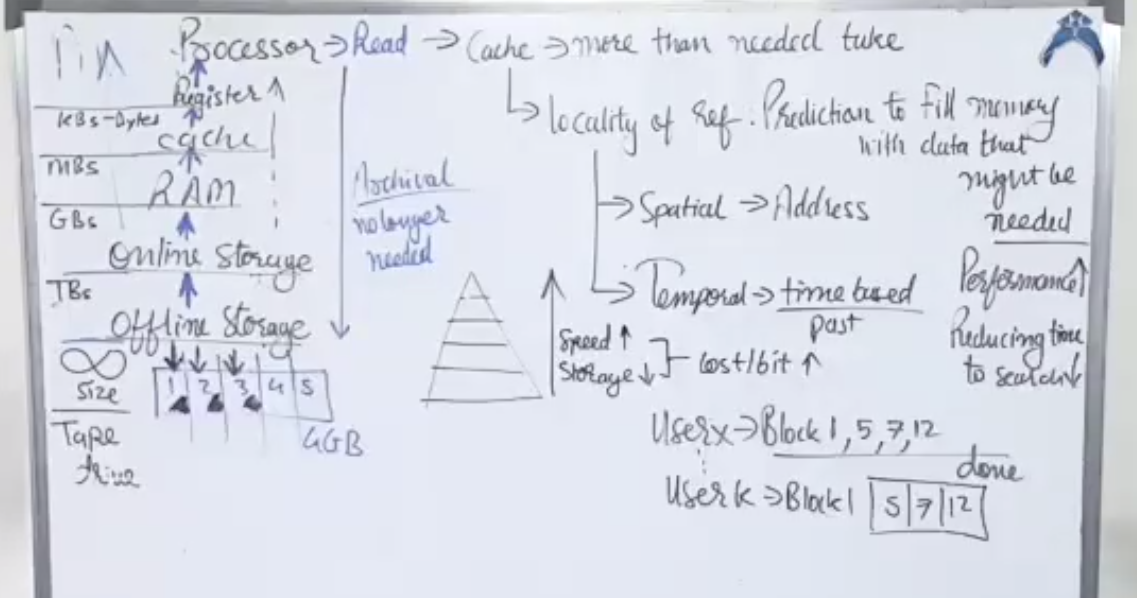 Processor → Read → Cache → more than needed take
Register
KBs-Bytes
cache
MBs
RAM
GBs
Online Storage
TBs
Offline Storage
∞
Size
1 2 3 4 5
4GB
Tape
drive
Archival
no longer
needed
Locality of Ref. : Prediction to fill memory
with data that
might be
needed
→ Spatial → Address
→ Temporal → time based
past
Performance ↑
Reducing time
to search ↓
Speed ↑
Storage ↓
Cost/bit ↑
User x → Block 1, 5, 7, 12
done
User k → Block 1 5 | 7 | 12